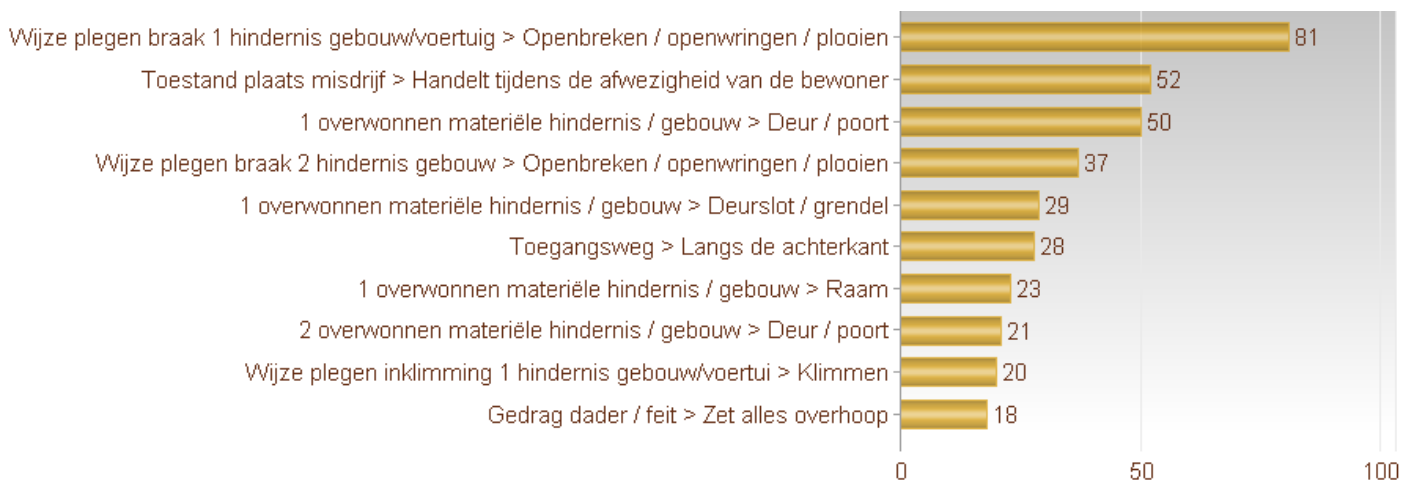 Wijze plegen braak 1 hindernis gebouw/voertuig > Openbreken / openwringen / plooien 81
Toestand plaats misdrijf > Handelt tijdens de afwezigheid van de bewoner 52
1 overwonnen materiële hindernis / gebouw > Deur / poort 50
Wijze plegen braak 2 hindernis gebouw > Openbreken / openwringen / plooien 37
1 overwonnen materiële hindernis / gebouw > Deurslot / grendel 29
Toegangsweg > Langs de achterkant 28
1 overwonnen materiële hindernis / gebouw > Raam 23
2 overwonnen materiële hindernis / gebouw > Deur / poort 21
Wijze plegen inklimming 1 hindernis gebouw/voertui > Klimmen 20
Gedrag dader / feit > Zet alles overhoop 18
0 50 100